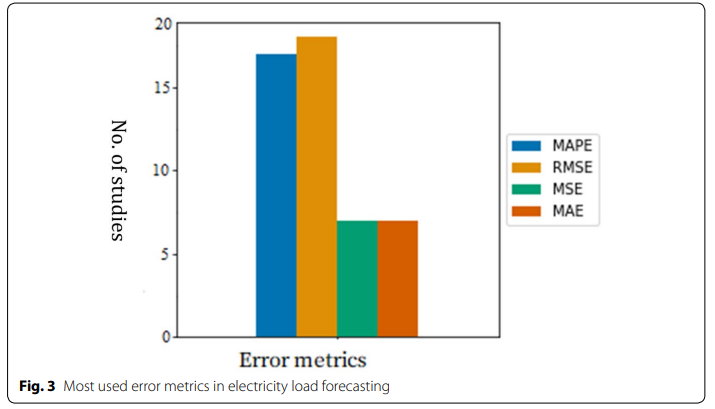 20
15
10
5
0
No. of studies
Error metrics
MAPE
RMSE
MSE
MAE
Fig. 3 Most used error metrics in electricity load forecasting